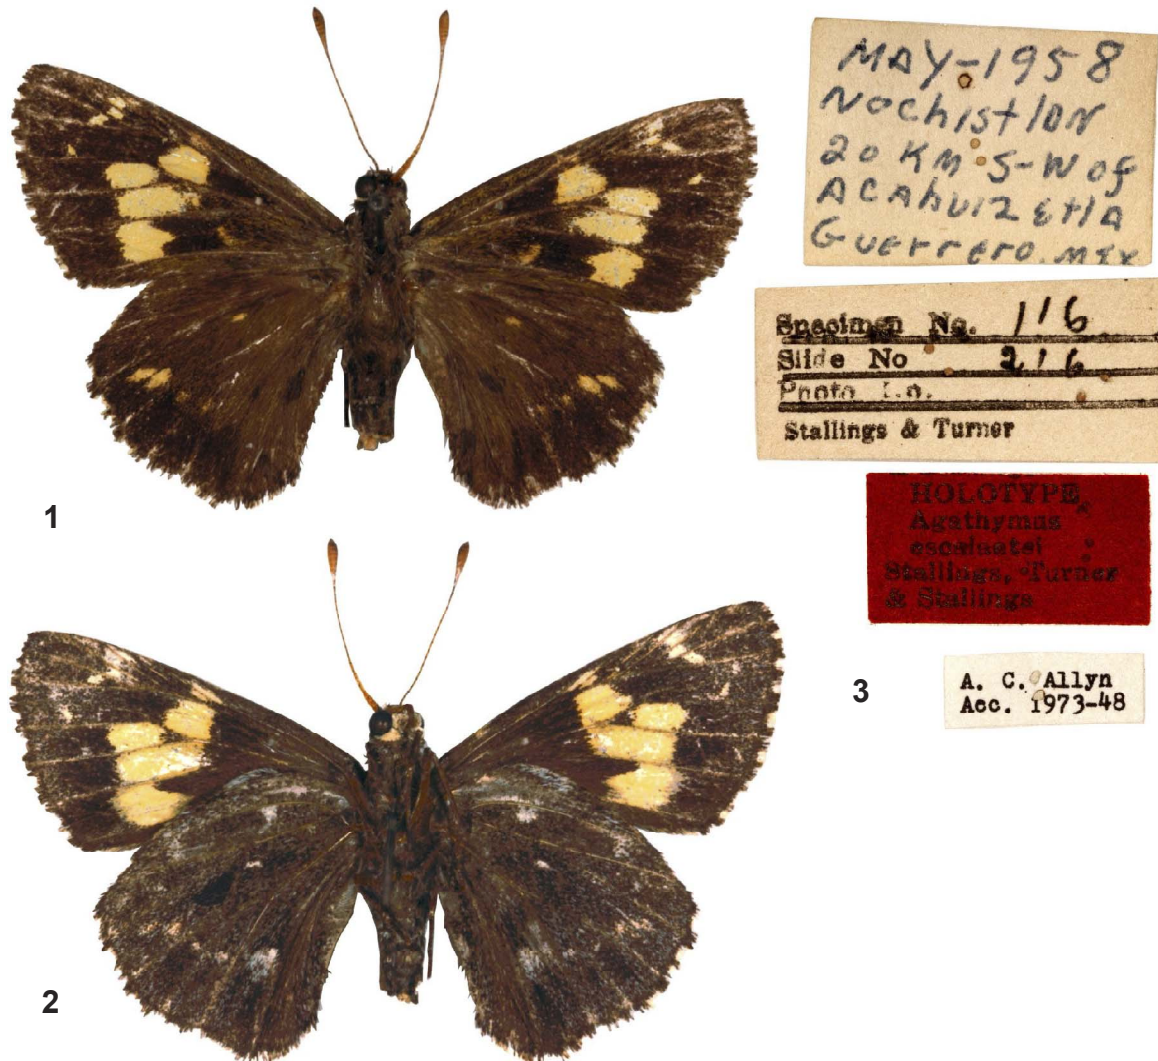 MAY-1958
Nochistlan
20 KM S-W of
Acahuizetla
Guerrero. Mex
Specimen No. 116
Slide No 216
Photo No.
Stallings & Turner
HOLOTYPE
Agathymus
escalantei
Stallings, Turner
& Stallings
A. C. Allyn
Acc. 1973-48
1
2
3